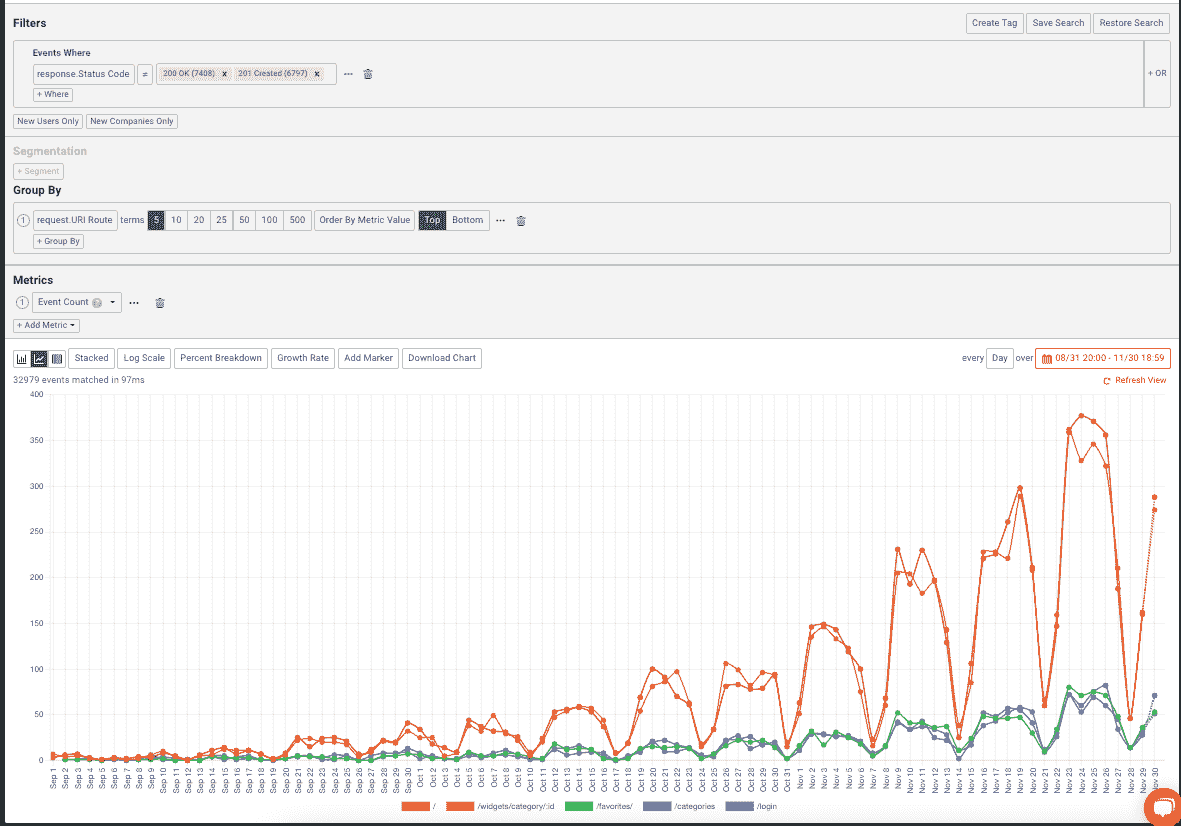 Filters
Create Tag Save Search Restore Search
Events Where
response.Status Code ≠ 200 OK (7408) x 201 Created (6797) x ...
+ OR
+ Where
New Users Only New Companies Only
Segmentation
+ Segment
Group By
1 request.URI Route terms 5 10 20 25 50 100 500 Order By Metric Value Top Bottom ...
+ Group By
Metrics
1 Event Count ? ...
+ Add Metric
Stacked Log Scale Percent Breakdown Growth Rate Add Marker Download Chart every Day over 08/31 20:00 - 11/30 18:59
32979 events matched in 97ms Refresh View
400
350
300
250
200
150
100
50
0
Sep 1 Sep 2 Sep 3 Sep 4 Sep 5 Sep 6 Sep 7 Sep 8 Sep 9 Sep 10 Sep 11 Sep 12 Sep 13 Sep 14 Sep 15 Sep 16 Sep 17 Sep 18 Sep 19 Sep 20 Sep 21 Sep 22 Sep 23 Sep 24 Sep 25 Sep 26 Sep 27 Sep 28 Sep 29 Sep 30 Oct 1 Oct 2 Oct 3 Oct 4 Oct 5 Oct 6 Oct 7 Oct 8 Oct 9 Oct 10 Oct 11 Oct 12 Oct 13 Oct 14 Oct 15 Oct 16 Oct 17 Oct 18 Oct 19 Oct 20 Oct 21 Oct 22 Oct 23 Oct 24 Oct 25 Oct 26 Oct 27 Oct 28 Oct 29 Oct 30 Oct 31 Nov 1 Nov 2 Nov 3 Nov 4 Nov 5 Nov 6 Nov 7 Nov 8 Nov 9 Nov 10 Nov 11 Nov 12 Nov 13 Nov 14 Nov 15 Nov 16 Nov 17 Nov 18 Nov 19 Nov 20 Nov 21 Nov 22 Nov 23 Nov 24 Nov 25 Nov 26 Nov 27 Nov 28 Nov 29 Nov 30
/ /widgets/category/:id /favorites/ /categories /login